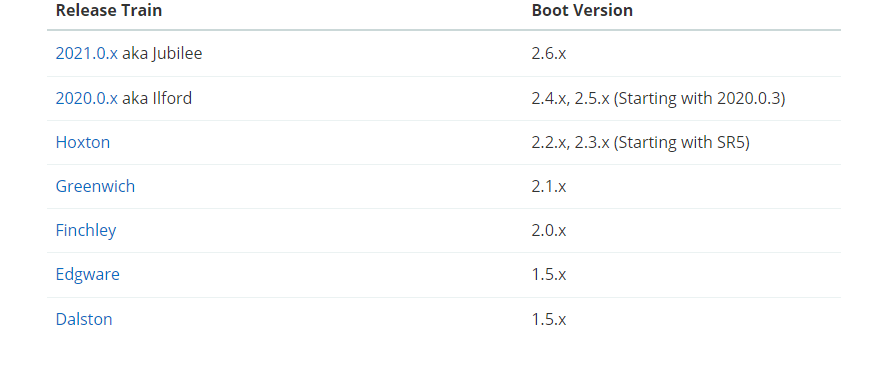 Release Train Boot Version
2021.0.x aka Jubilee 2.6.x
2020.0.x aka Ilford 2.4.x, 2.5.x (Starting with 2020.0.3)
Hoxton 2.2.x, 2.3.x (Starting with SR5)
Greenwich 2.1.x
Finchley 2.0.x
Edgware 1.5.x
Dalston 1.5.x